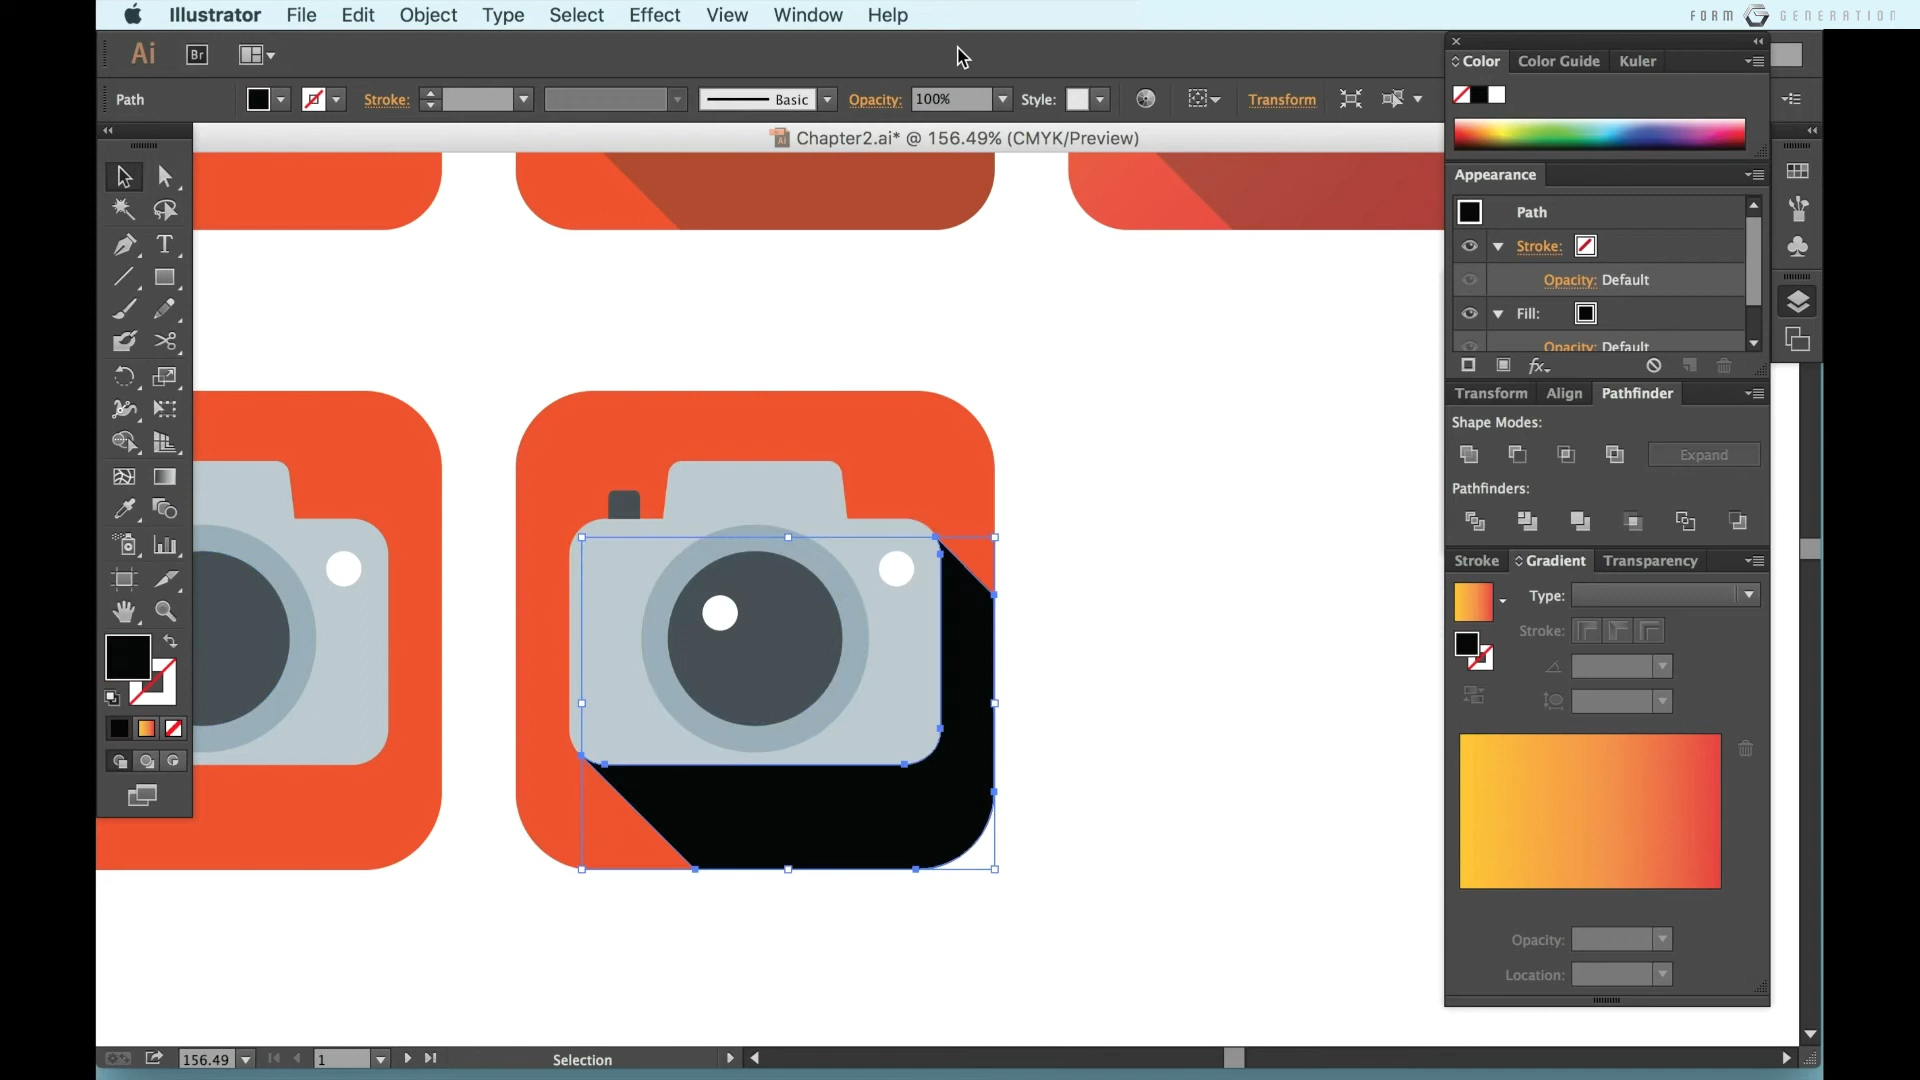 Illustrator File Edit Object Type Select Effect View Window Help
FORM GENERATION
Ai Br
Path Stroke: Basic Opacity: 100% Style: Transform
Chapter2.ai* @ 156.49% (CMYK/Preview)
Color Color Guide Kuler
Appearance
Path
Stroke:
Opacity: Default
Fill:
Opacity: Default
fx
Transform Align Pathfinder
Shape Modes:
Expand
Pathfinders:
Stroke Gradient Transparency
Type:
Stroke:
Opacity:
Location:
156.49 1 Selection